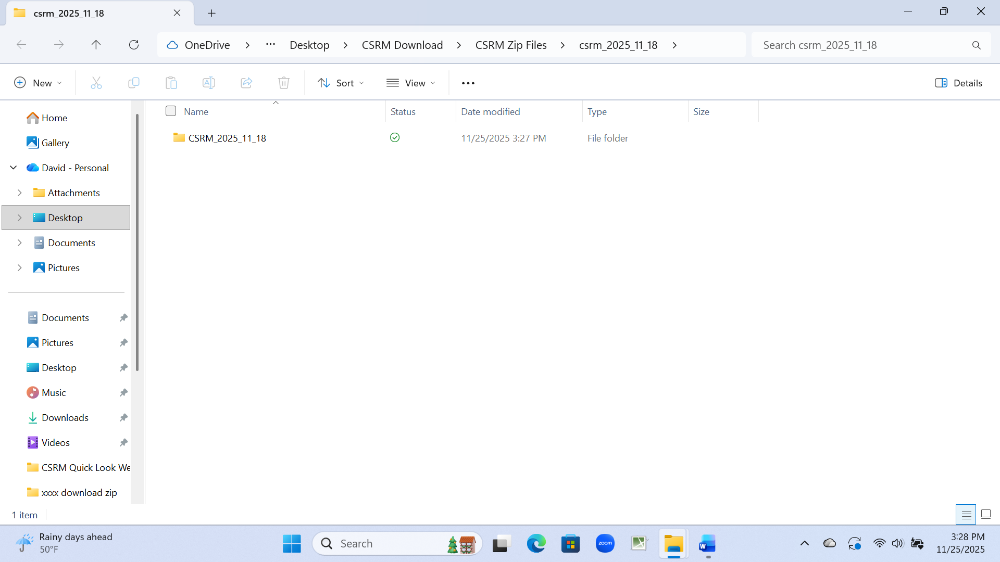 csrm_2025_11_18
OneDrive > ... Desktop > CSRM Download > CSRM Zip Files > csrm_2025_11_18 >
Search csrm_2025_11_18
New
Sort
View
Details
Name
Status
Date modified
Type
Size
CSRM_2025_11_18
11/25/2025 3:27 PM
File folder
Home
Gallery
David - Personal
Attachments
Desktop
Documents
Pictures
Documents
Pictures
Desktop
Music
Downloads
Videos
CSRM Quick Look We
xxxx download zip
1 item
Rainy days ahead
50°F
Search
zoom
W
3:28 PM
11/25/2025